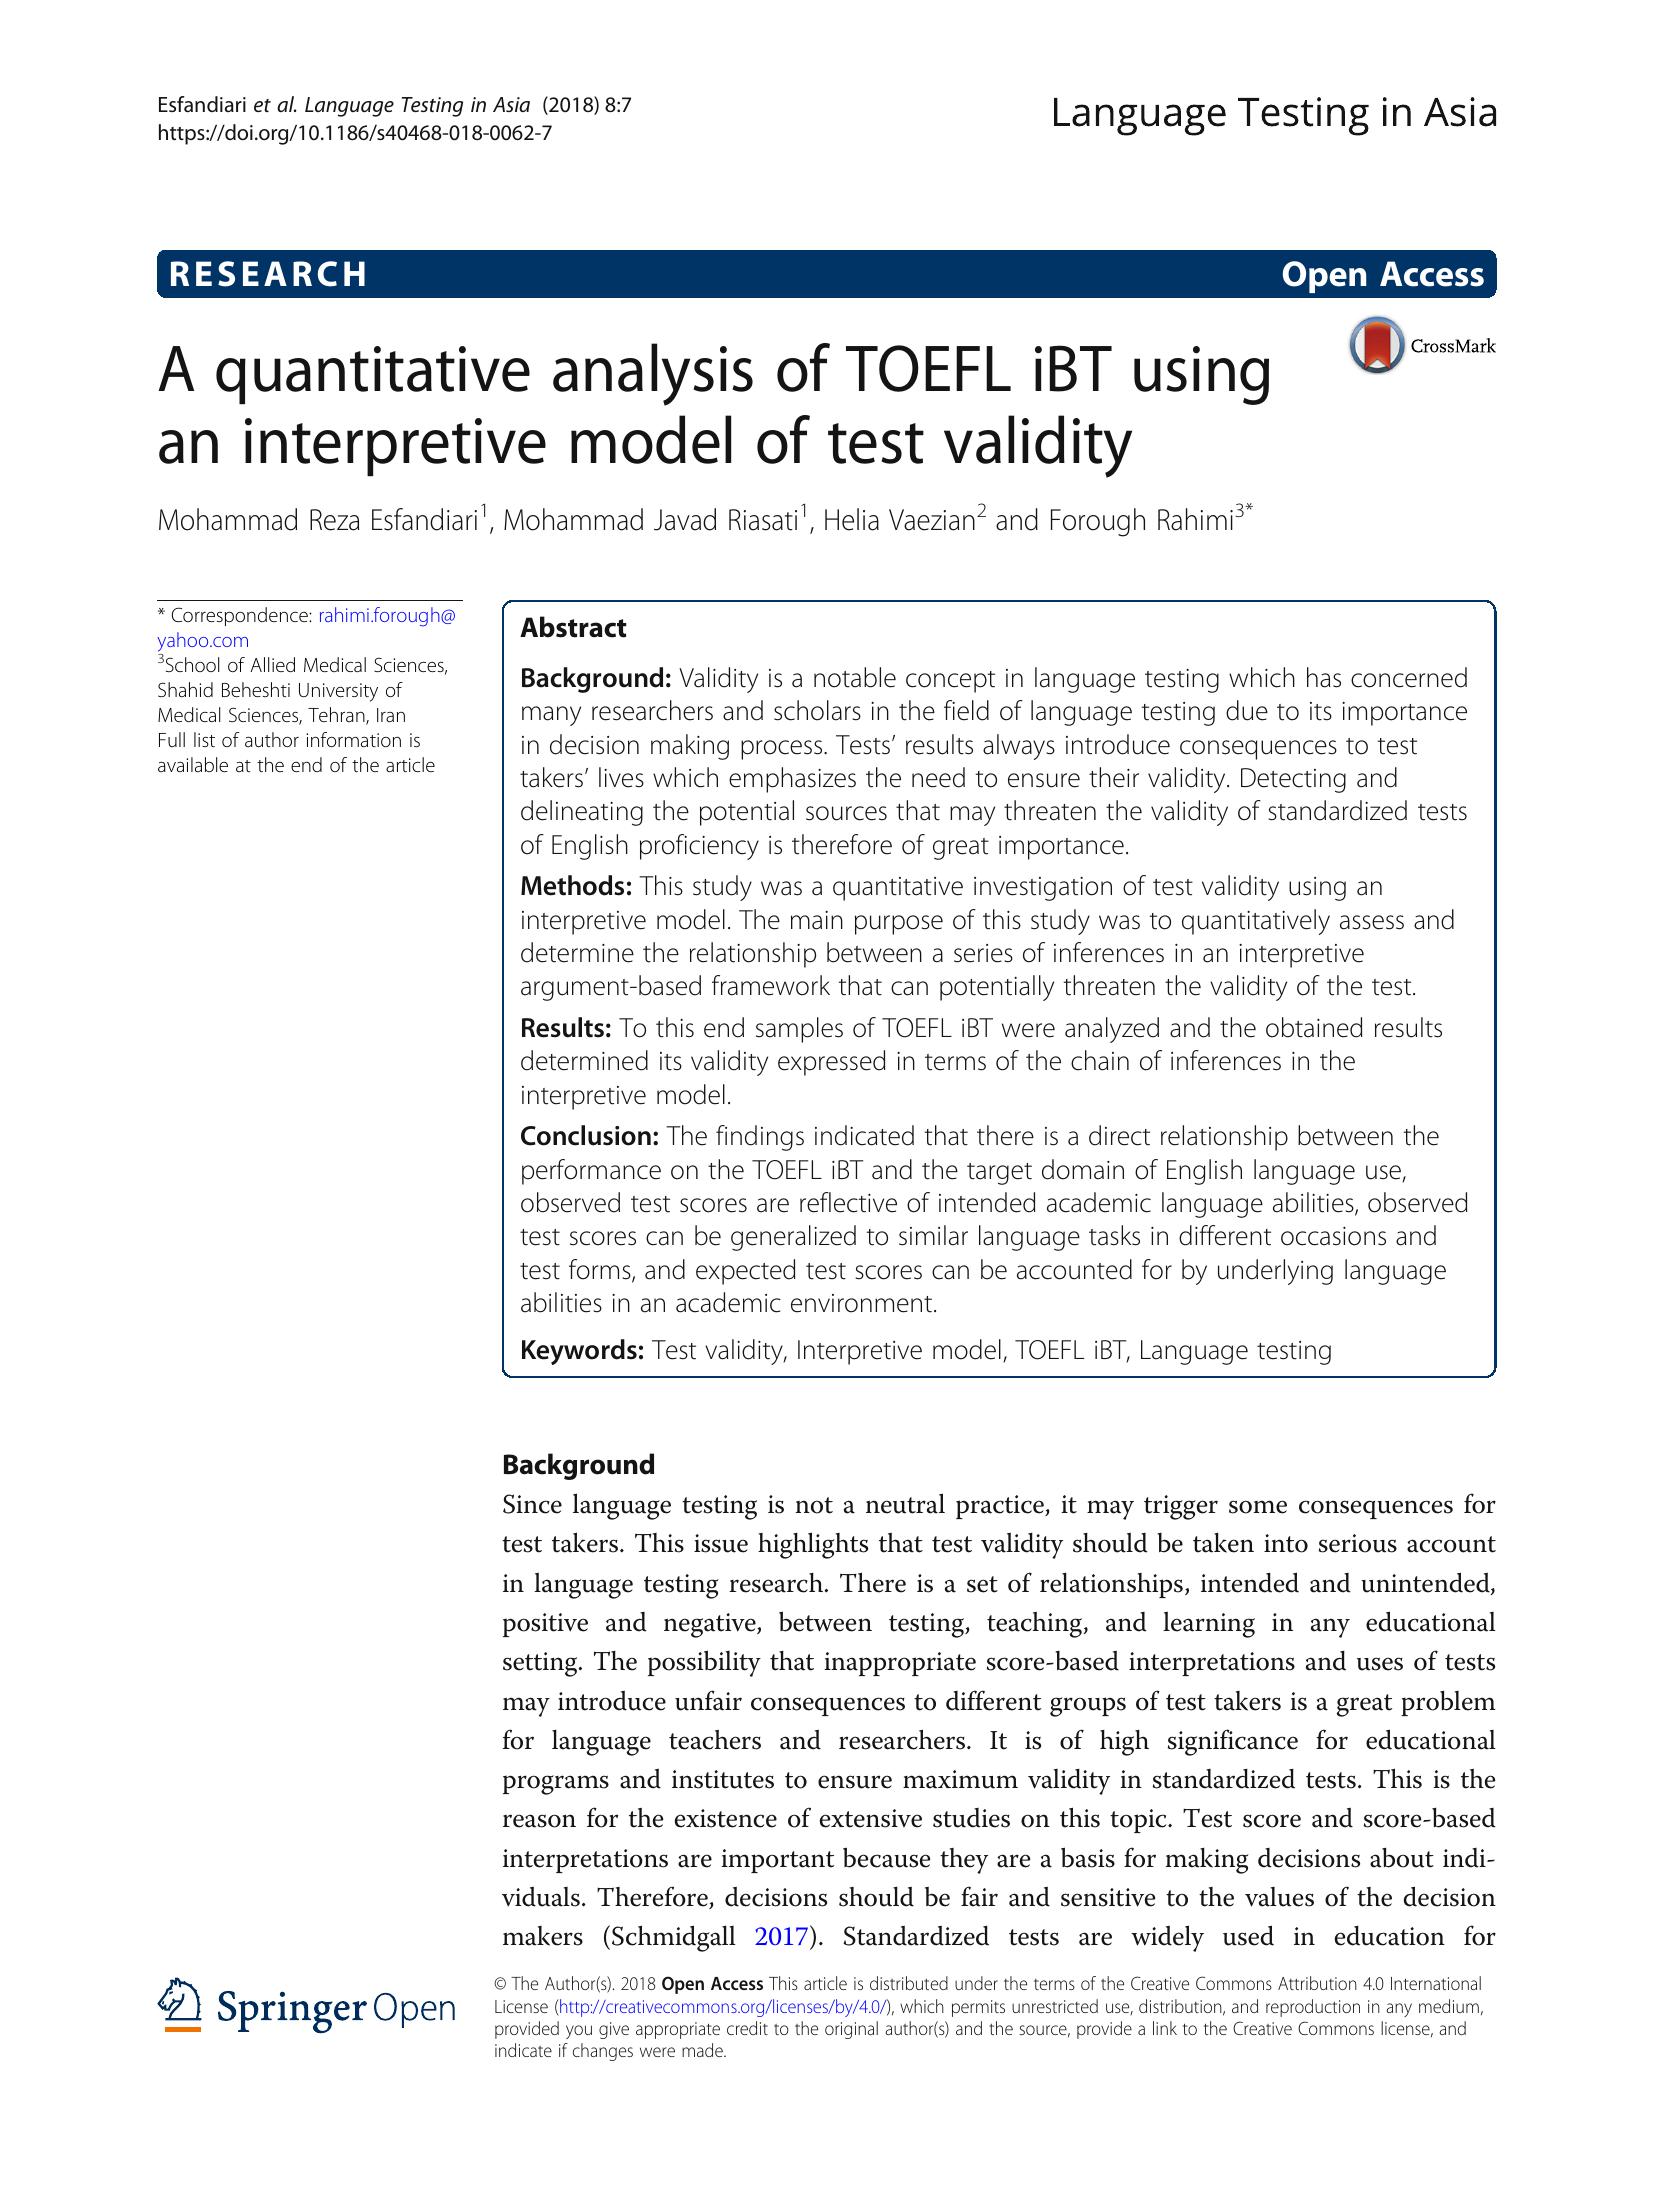 Esfandiari et al. Language Testing in Asia (2018) 8:7
https://doi.org/10.1186/s40468-018-0062-7
Language Testing in Asia
RESEARCH
Open Access
CrossMark
A quantitative analysis of TOEFL iBT using
an interpretive model of test validity
Mohammad Reza Esfandiari1, Mohammad Javad Riasati1, Helia Vaezian2 and Forough Rahimi3*
* Correspondence: rahimi.forough@
yahoo.com
3School of Allied Medical Sciences,
Shahid Beheshti University of
Medical Sciences, Tehran, Iran
Full list of author information is
available at the end of the article
Abstract
Background: Validity is a notable concept in language testing which has concerned
many researchers and scholars in the field of language testing due to its importance
in decision making process. Tests’ results always introduce consequences to test
takers’ lives which emphasizes the need to ensure their validity. Detecting and
delineating the potential sources that may threaten the validity of standardized tests
of English proficiency is therefore of great importance.
Methods: This study was a quantitative investigation of test validity using an
interpretive model. The main purpose of this study was to quantitatively assess and
determine the relationship between a series of inferences in an interpretive
argument-based framework that can potentially threaten the validity of the test.
Results: To this end samples of TOEFL iBT were analyzed and the obtained results
determined its validity expressed in terms of the chain of inferences in the
interpretive model.
Conclusion: The findings indicated that there is a direct relationship between the
performance on the TOEFL iBT and the target domain of English language use,
observed test scores are reflective of intended academic language abilities, observed
test scores can be generalized to similar language tasks in different occasions and
test forms, and expected test scores can be accounted for by underlying language
abilities in an academic environment.
Keywords: Test validity, Interpretive model, TOEFL iBT, Language testing
Background
Since language testing is not a neutral practice, it may trigger some consequences for
test takers. This issue highlights that test validity should be taken into serious account
in language testing research. There is a set of relationships, intended and unintended,
positive and negative, between testing, teaching, and learning in any educational
setting. The possibility that inappropriate score-based interpretations and uses of tests
may introduce unfair consequences to different groups of test takers is a great problem
for language teachers and researchers. It is of high significance for educational
programs and institutes to ensure maximum validity in standardized tests. This is the
reason for the existence of extensive studies on this topic. Test score and score-based
interpretations are important because they are a basis for making decisions about indi-
viduals. Therefore, decisions should be fair and sensitive to the values of the decision
makers (Schmidgall 2017). Standardized tests are widely used in education for
Springer Open
© The Author(s). 2018 Open Access This article is distributed under the terms of the Creative Commons Attribution 4.0 International
License (http://creativecommons.org/licenses/by/4.0/), which permits unrestricted use, distribution, and reproduction in any medium,
provided you give appropriate credit to the original author(s) and the source, provide a link to the Creative Commons license, and
indicate if changes were made.